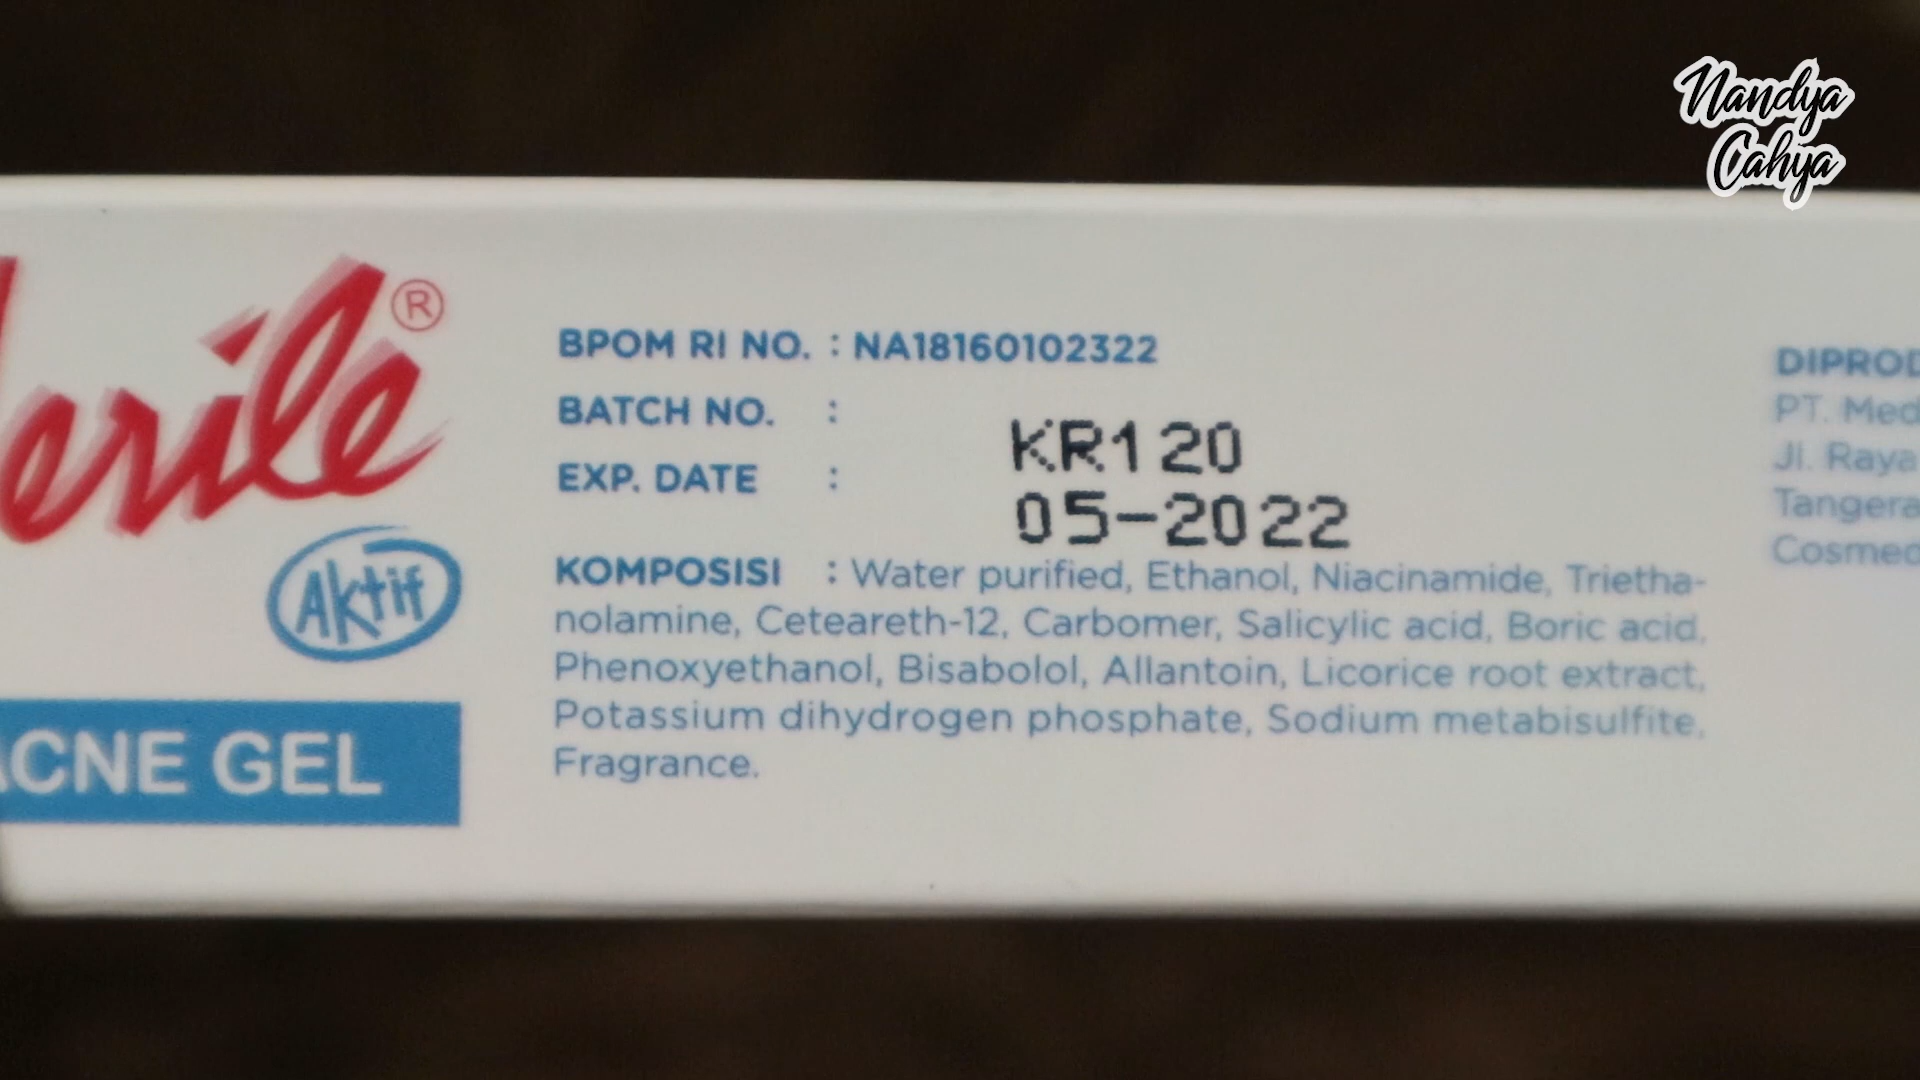 Nandya
Cahya
erile®
Aktif
ACNE GEL
BPOM RI NO. : NA18160102322
BATCH NO. :
KR120
EXP. DATE :
05-2022
KOMPOSISI : Water purified, Ethanol, Niacinamide, Trietha-
nolamine, Ceteareth-12, Carbomer, Salicylic acid, Boric acid,
Phenoxyethanol, Bisabolol, Allantoin, Licorice root extract,
Potassium dihydrogen phosphate, Sodium metabisulfite,
Fragrance.
DIPROD
PT. Med
Jl. Raya
Tangera
Cosmed